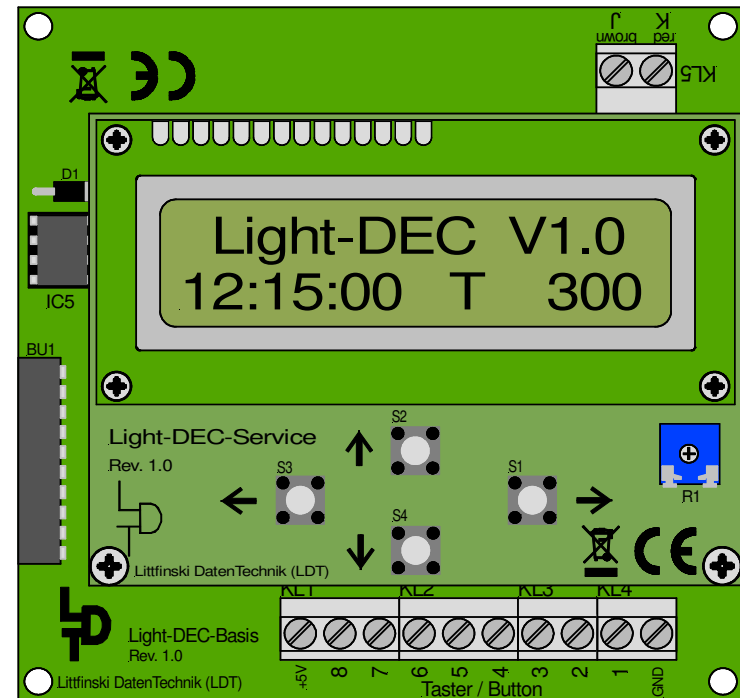 J K
brown red
KL5
D1
IC5
BU1
Light-DEC V1.0
12:15:00 T 300
Light-DEC-Service
Rev. 1.0
S2
S3
S1
S4
R1
Littfinski DatenTechnik (LDT)
KL1 KL2 KL3 KL4
LDT
Light-DEC-Basis
Rev. 1.0
+5V 8 7 6 5 4 3 2 1 GND
Littfinski DatenTechnik (LDT)
Taster / Button